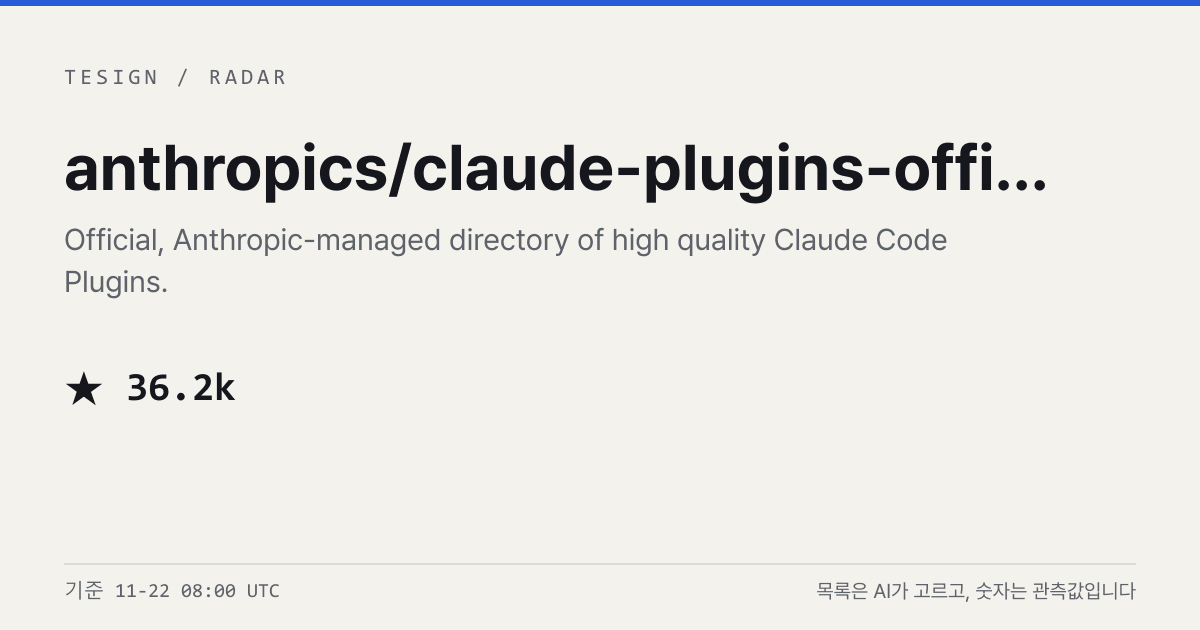 TESIGN / RADAR
anthropics/claude-plugins-offi...
Official, Anthropic-managed directory of high quality Claude Code
Plugins.
★ 36.2k
기준 11-22 08:00 UTC
목록은 AI가 고르고, 숫자는 관측값입니다